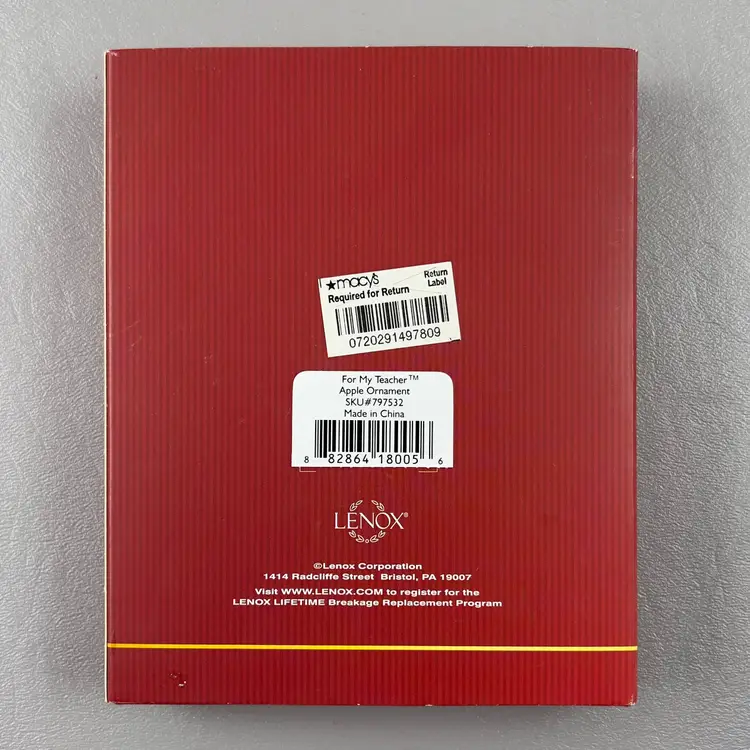 ★macy's Return
Required for Return Label
0720291497809
For My Teacher™
Apple Ornament
SKU#797532
Made in China
8 82864 18005 6
LENOX®
©Lenox Corporation
1414 Radcliffe Street Bristol, PA 19007
Visit WWW.LENOX.COM to register for the
LENOX LIFETIME Breakage Replacement Program